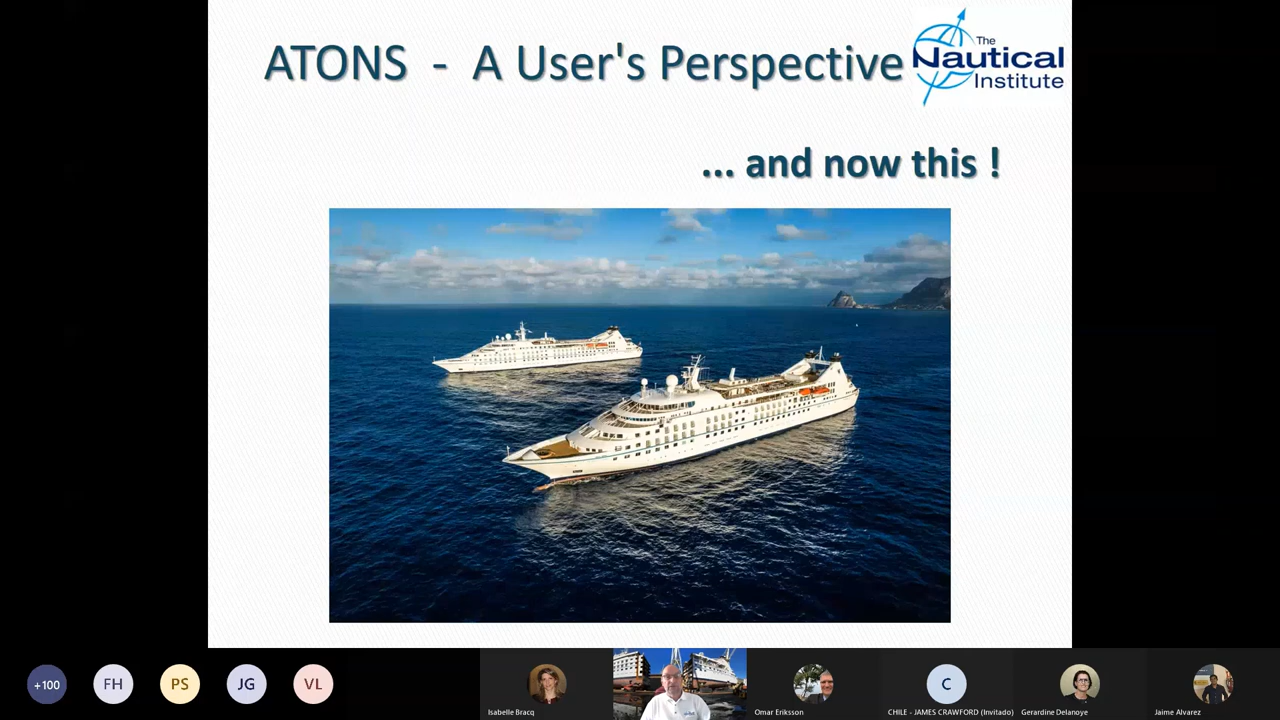 ATONS - A User's Perspective
The
Nautical
Institute
... and now this !
+100
FH
PS
JG
VL
C
Isabelle Bracq
Omar Eriksson
CHILE - JAMES CRAWFORD (Invitado)
Gerardine Delanoye
Jaime Alvarez